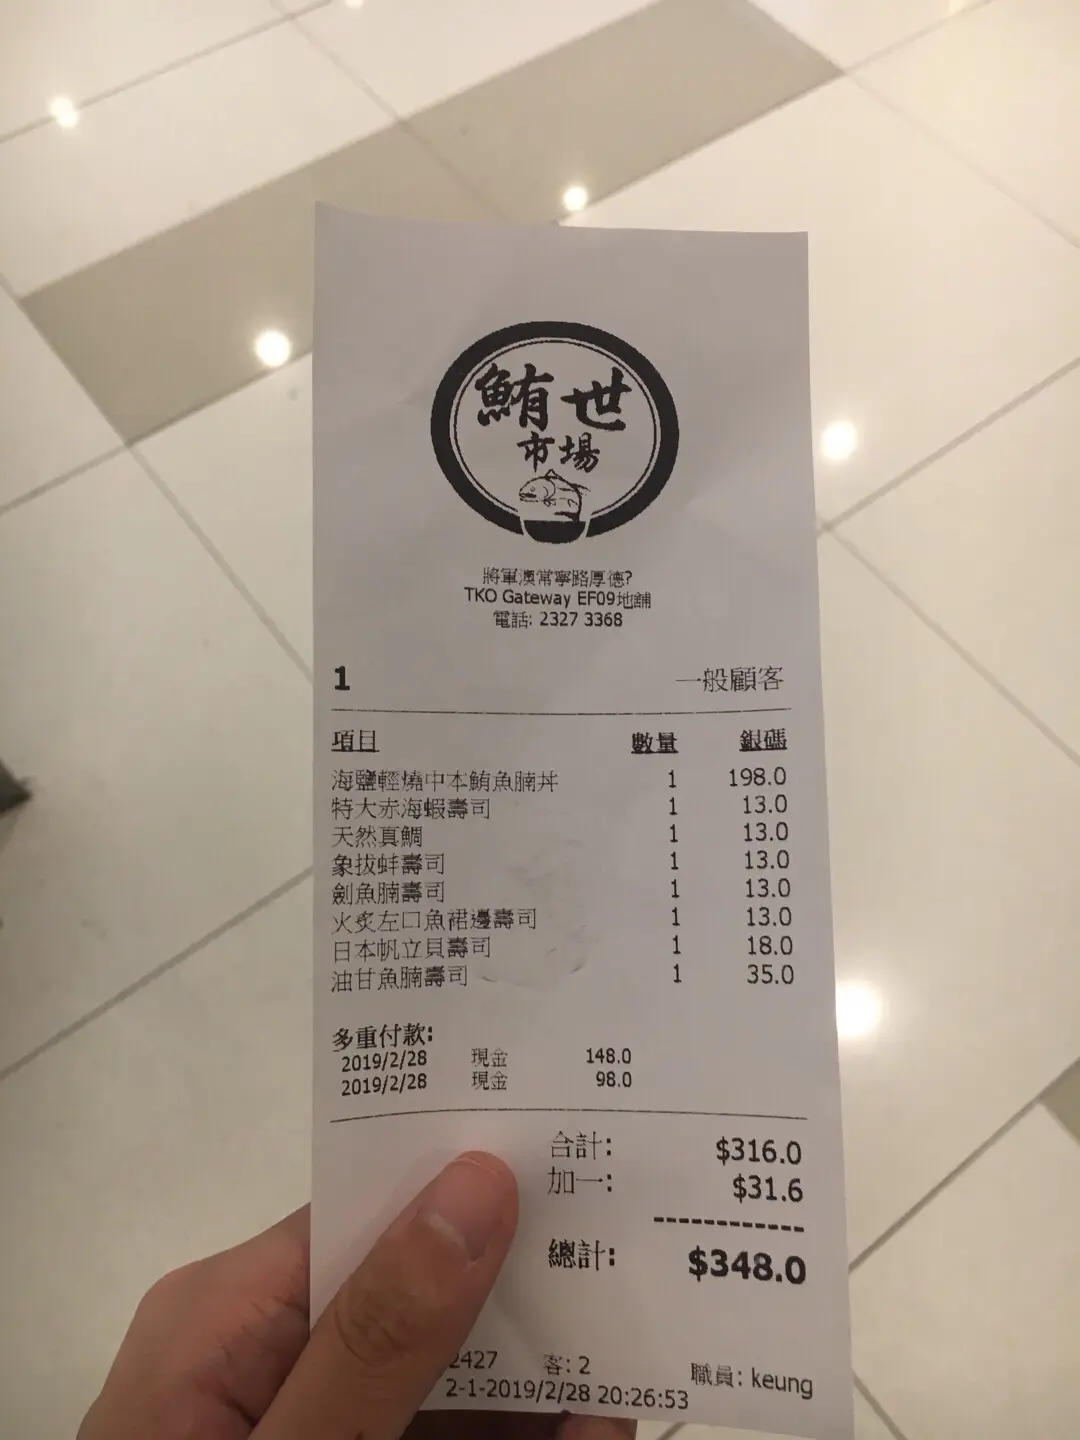 鮪世
市場
將軍澳常寧路厚德?
TKO Gateway EF09地舖
電話: 2327 3368
1 一般顧客
項目 數量 銀碼
海鹽輕燒中本鮪魚腩丼 1 198.0
特大赤海蝦壽司 1 13.0
天然真鯛 1 13.0
象拔蚌壽司 1 13.0
劍魚腩壽司 1 13.0
火炙左口魚裙邊壽司 1 13.0
日本帆立貝壽司 1 18.0
油甘魚腩壽司 1 35.0
多重付款:
2019/2/28 現金 148.0
2019/2/28 現金 98.0
合計: $316.0
加一: $31.6
------------
總計: $348.0
2427 客: 2 職員: keung
2-1-2019/2/28 20:26:53